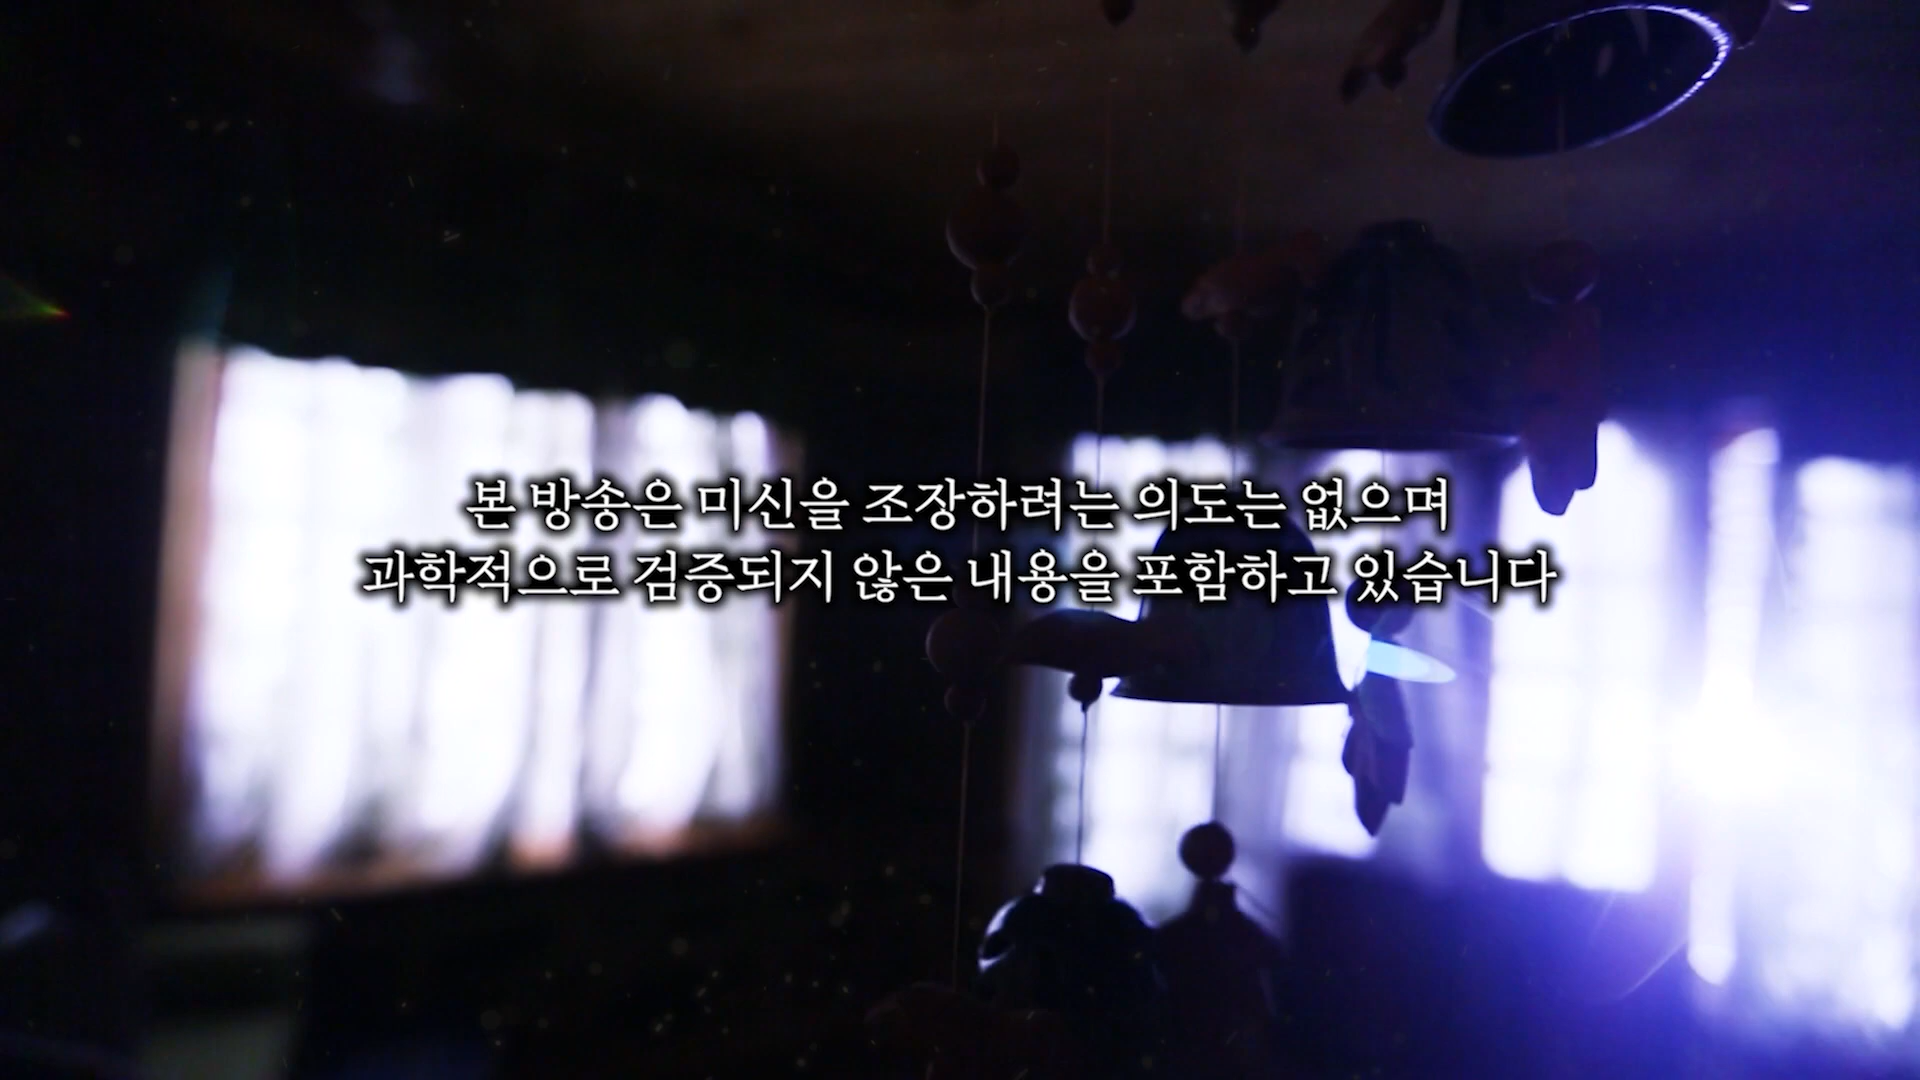 본 방송은 미신을 조장하려는 의도는 없으며
과학적으로 검증되지 않은 내용을 포함하고 있습니다